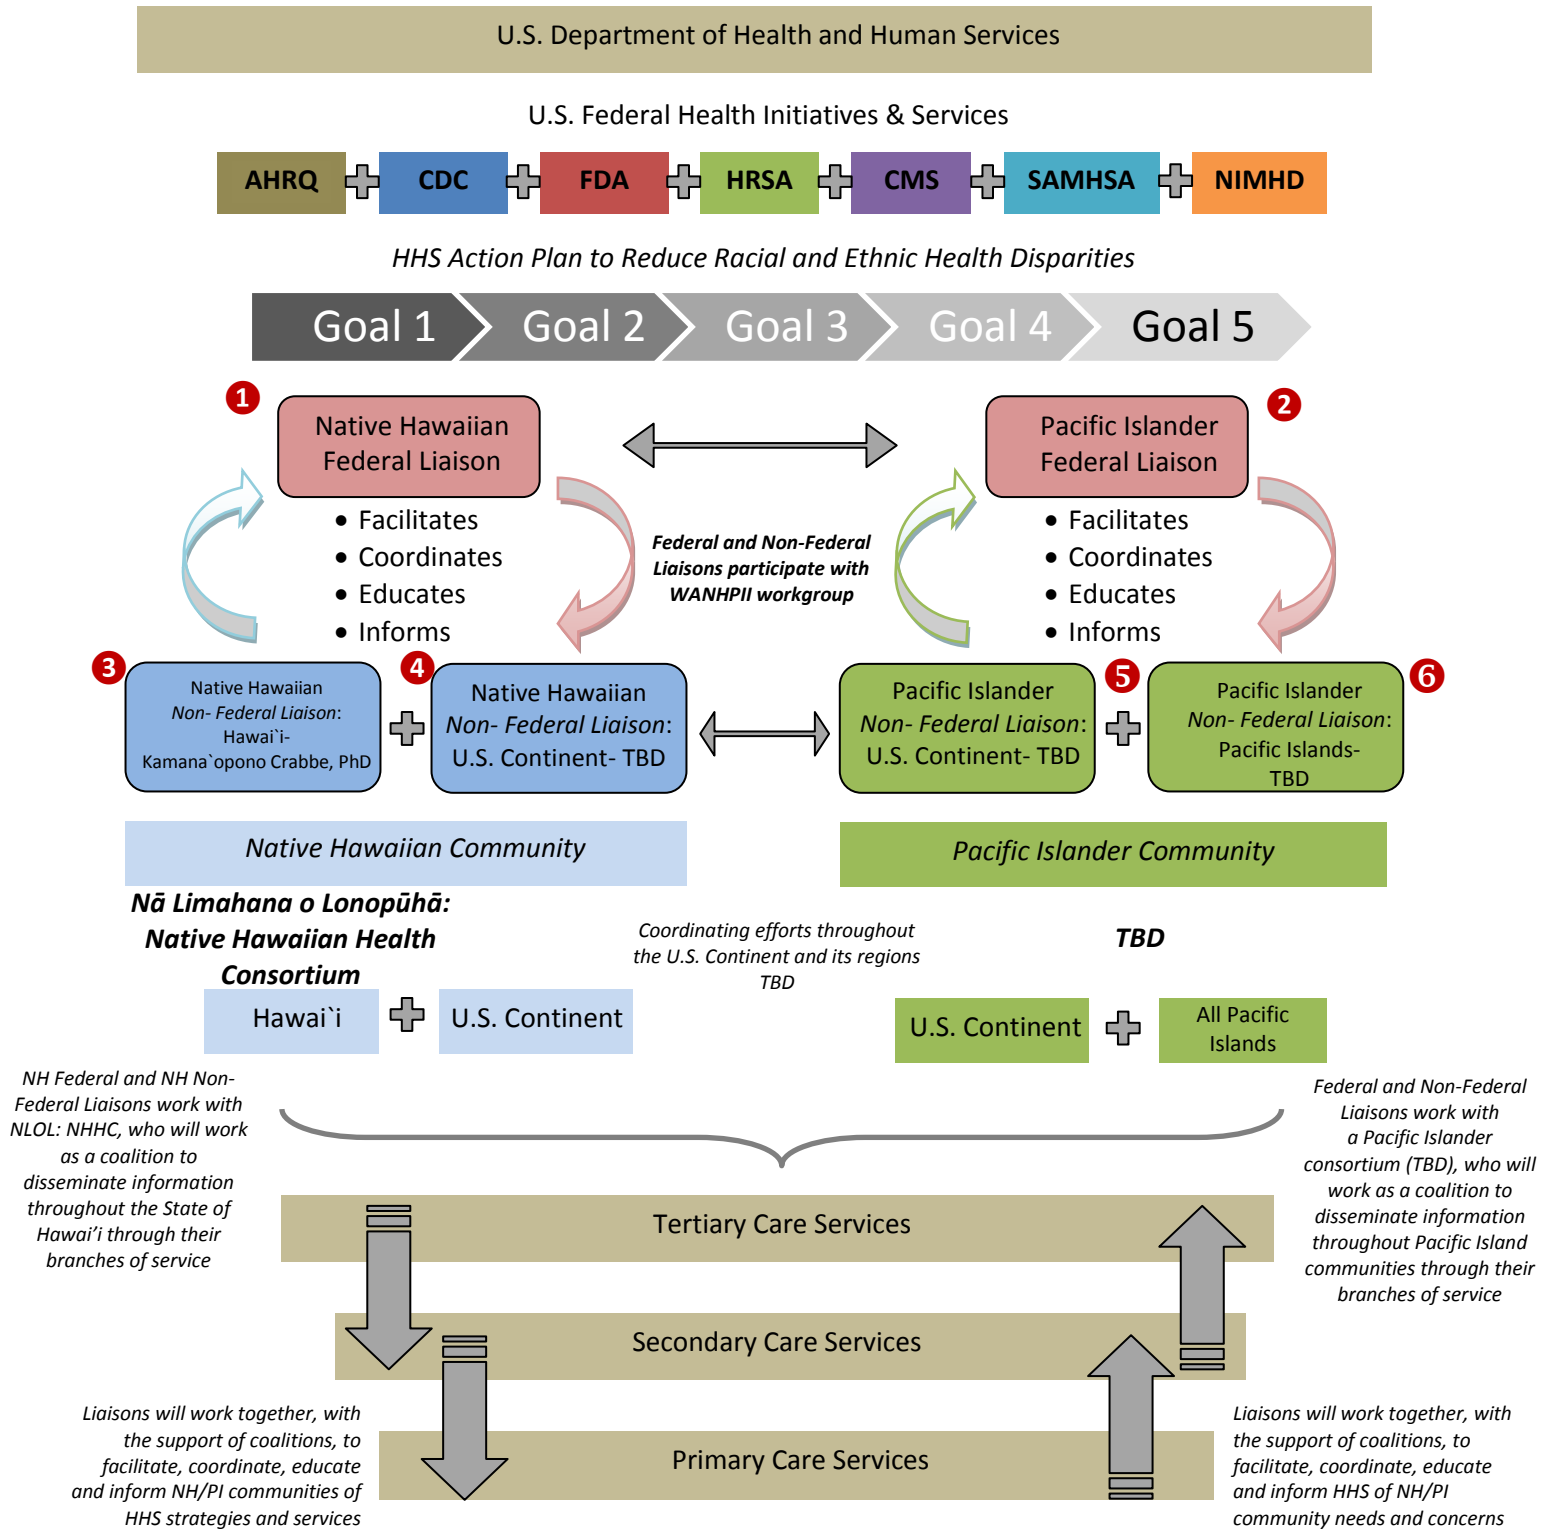 U.S. Department of Health and Human Services
U.S. Federal Health Initiatives & Services
AHRQ
CDC
FDA
HRSA
CMS
SAMHSA
NIMHD
HHS Action Plan to Reduce Racial and Ethnic Health Disparities
Goal 1
Goal 2
Goal 3
Goal 4
Goal 5
1
Native Hawaiian
Federal Liaison
2
Pacific Islander
Federal Liaison
• Facilitates
• Coordinates
• Educates
• Informs
Federal and Non-Federal
Liaisons participate with
WANHPII workgroup
• Facilitates
• Coordinates
• Educates
• Informs
3
Native Hawaiian
Non- Federal Liaison:
Hawai`i-
Kamana`opono Crabbe, PhD
4
Native Hawaiian
Non- Federal Liaison:
U.S. Continent- TBD
5
Pacific Islander
Non- Federal Liaison:
U.S. Continent- TBD
6
Pacific Islander
Non- Federal Liaison:
Pacific Islands-
TBD
Native Hawaiian Community
Pacific Islander Community
Nā Limahana o Lonopūhā:
Native Hawaiian Health
Consortium
Coordinating efforts throughout
the U.S. Continent and its regions
TBD
TBD
Hawai`i
U.S. Continent
U.S. Continent
All Pacific
Islands
NH Federal and NH Non-
Federal Liaisons work with
NLOL: NHHC, who will work
as a coalition to
disseminate information
throughout the State of
Hawai’i through their
branches of service
Federal and Non-Federal
Liaisons work with
a Pacific Islander
consortium (TBD), who will
work as a coalition to
disseminate information
throughout Pacific Island
communities through their
branches of service
Tertiary Care Services
Secondary Care Services
Primary Care Services
Liaisons will work together, with
the support of coalitions, to
facilitate, coordinate, educate
and inform NH/PI communities of
HHS strategies and services
Liaisons will work together, with
the support of coalitions, to
facilitate, coordinate, educate
and inform HHS of NH/PI
community needs and concerns